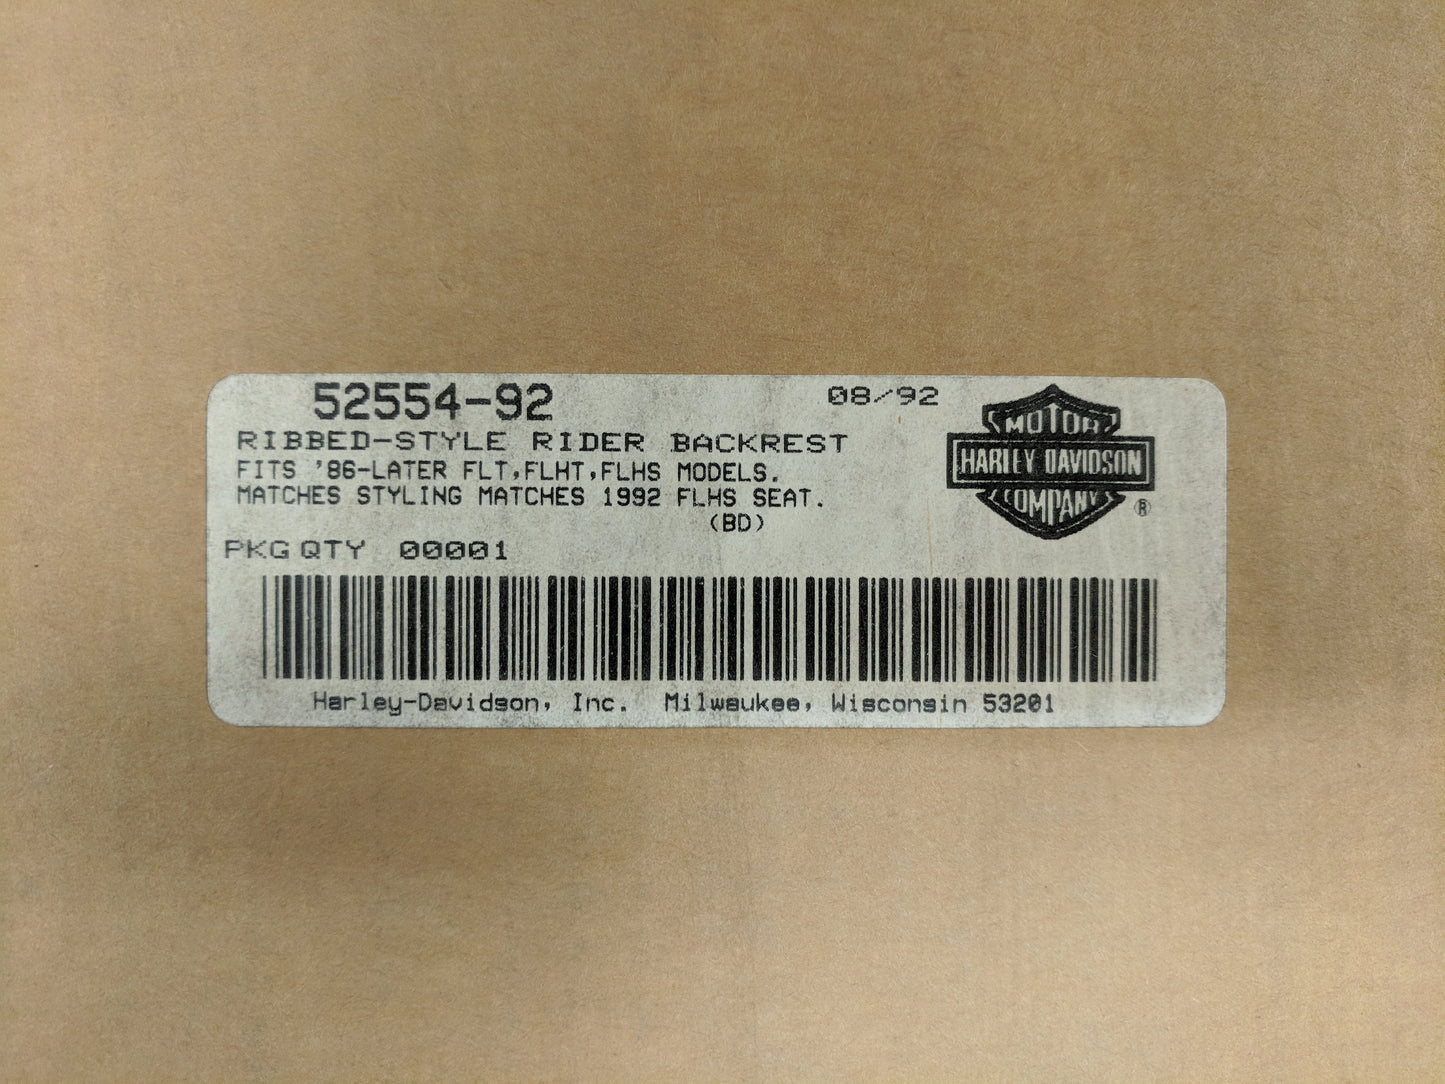 52554-92
08/92
RIBBED-STYLE RIDER BACKREST
FITS '86-LATER FLT,FLHT,FLHS MODELS.
MATCHES STYLING MATCHES 1992 FLHS SEAT.
(BD)
PKG QTY 00001
MOTOR
HARLEY-DAVIDSON
COMPANY
®
Harley-Davidson, Inc. Milwaukee, Wisconsin 53201